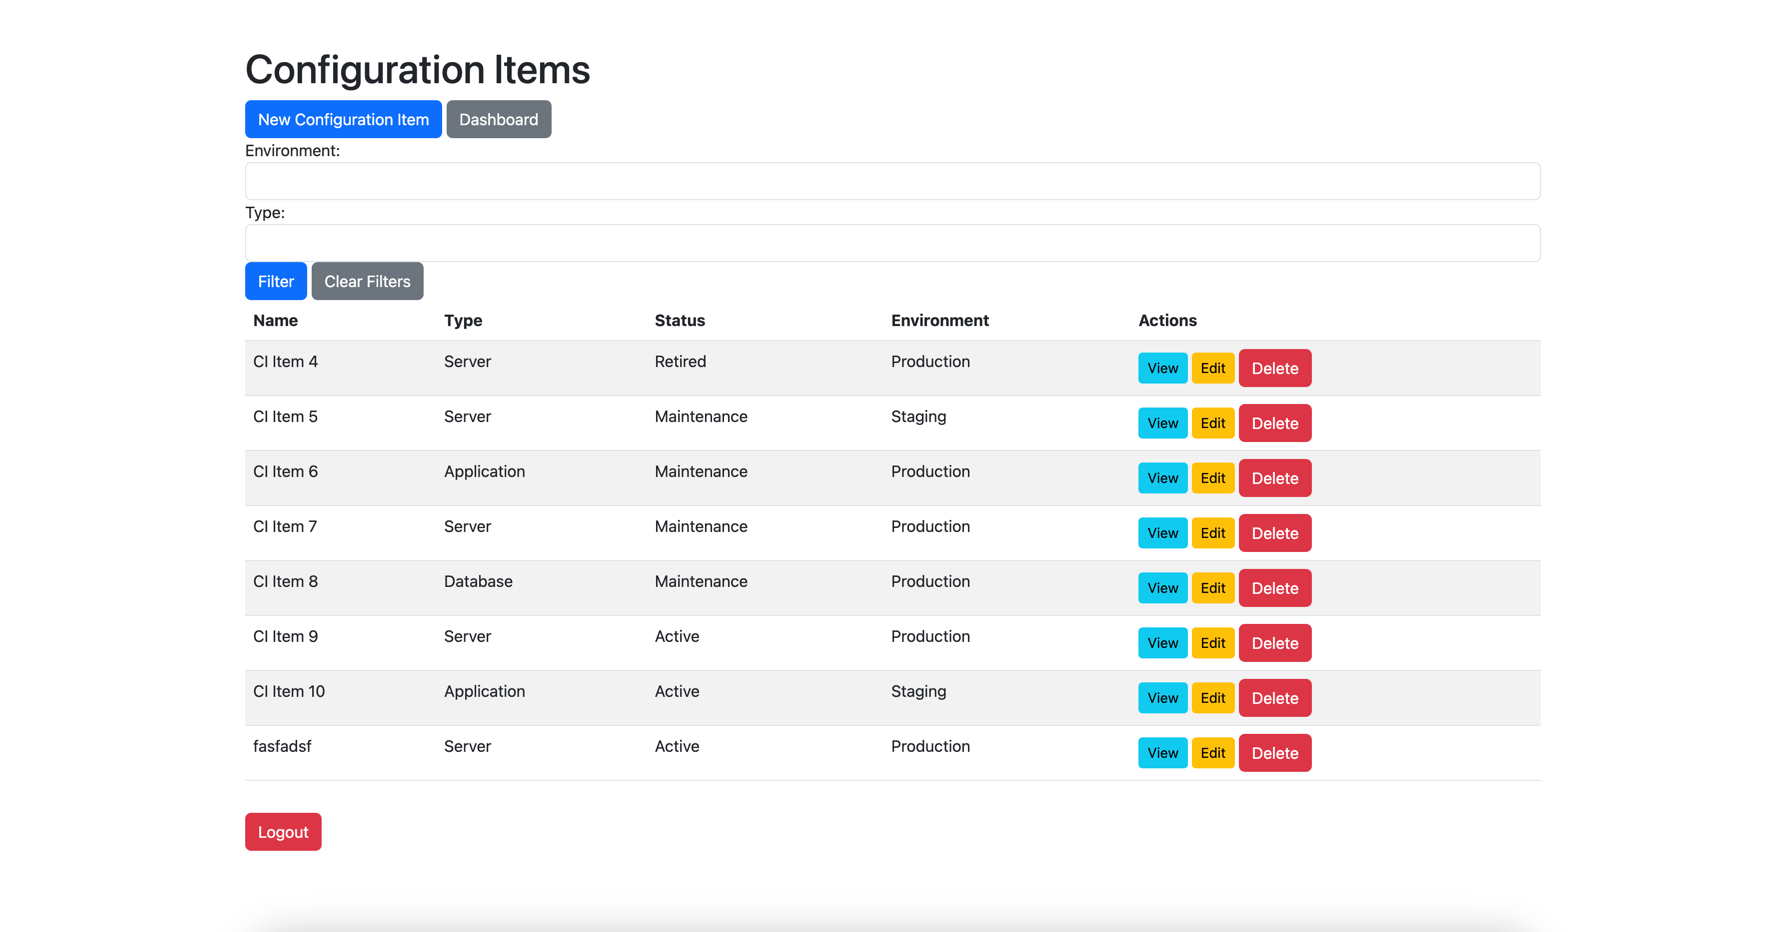 Configuration Items
New Configuration Item Dashboard
Environment:
Type:
Filter Clear Filters
Name Type Status Environment Actions
CI Item 4 Server Retired Production View Edit Delete
CI Item 5 Server Maintenance Staging View Edit Delete
CI Item 6 Application Maintenance Production View Edit Delete
CI Item 7 Server Maintenance Production View Edit Delete
CI Item 8 Database Maintenance Production View Edit Delete
CI Item 9 Server Active Production View Edit Delete
CI Item 10 Application Active Staging View Edit Delete
fasfadsf Server Active Production View Edit Delete
Logout